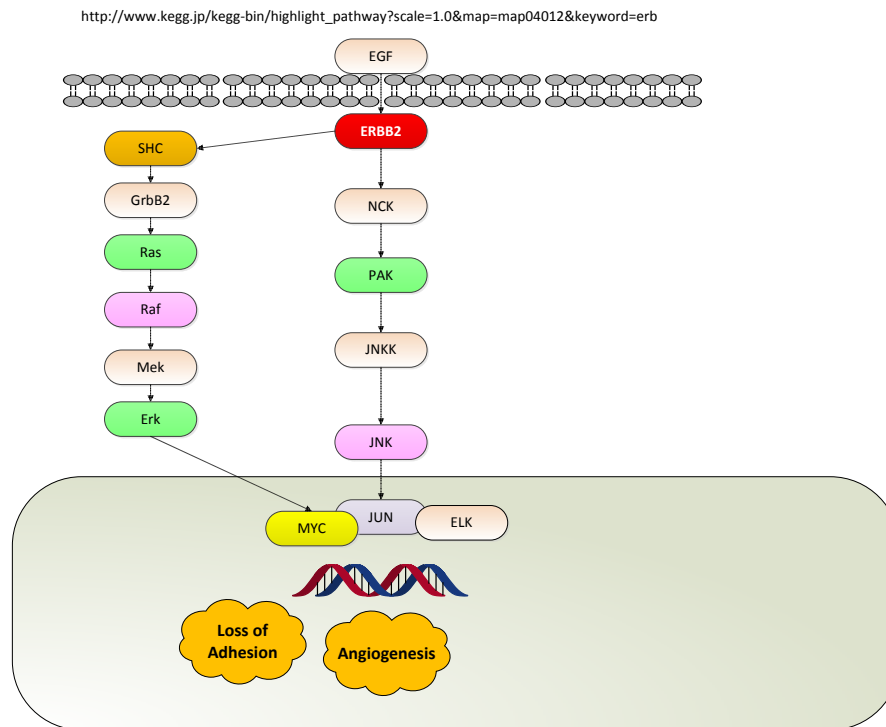 http://www.kegg.jp/kegg-bin/highlight_pathway?scale=1.0&map=map04012&keyword=erb
EGF
ERBB2
SHC
GrbB2
NCK
Ras
PAK
Raf
JNKK
Mek
Erk
JNK
MYC
JUN
ELK
Loss of
Adhesion
Angiogenesis